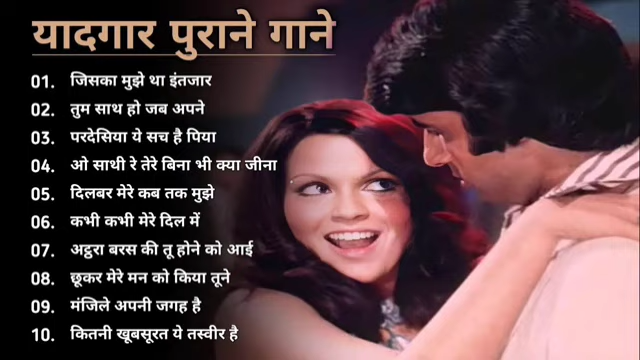 यादगार पुराने गाने
01. जिसका मुझे था इंतजार
02. तुम साथ हो जब अपने
03. परदेसिया ये सच है पिया
04. ओ साथी रे तेरे बिना भी क्या जीना
05. दिलबर मेरे कब तक मुझे
06. कभी कभी मेरे दिल में
07. अट्ठरा बरस की तू होने को आई
08. छूकर मेरे मन को किया तूने
09. मंजिले अपनी जगह है
10. कितनी खूबसूरत ये तस्वीर है